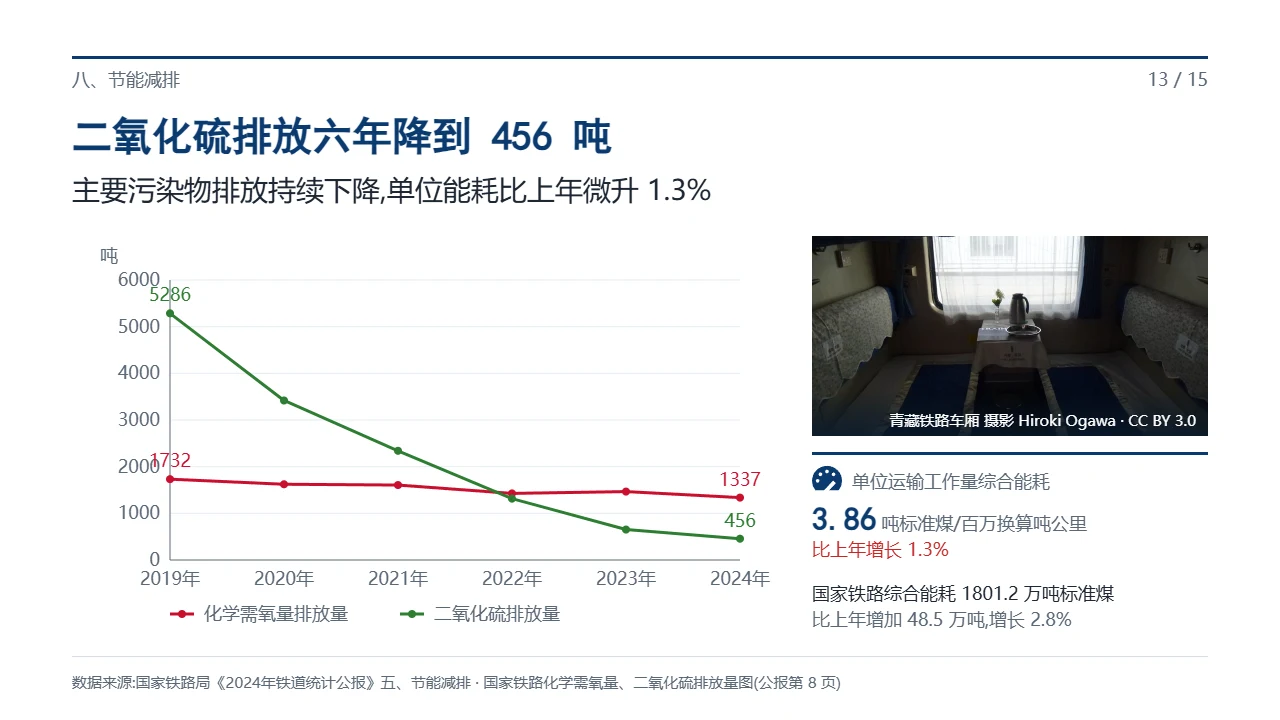 八、节能减排
13 / 15
二氧化硫排放六年降到 456 吨
主要污染物排放持续下降,单位能耗比上年微升 1.3%
吨
6000
5286
5000
4000
3000
2000
1732
1000
0
1337
456
2019年 2020年 2021年 2022年 2023年 2024年
化学需氧量排放量 二氧化硫排放量
青藏铁路车厢 摄影 Hiroki Ogawa · CC BY 3.0
单位运输工作量综合能耗
3.86 吨标准煤/百万换算吨公里
比上年增长 1.3%
国家铁路综合能耗 1801.2 万吨标准煤
比上年增加 48.5 万吨,增长 2.8%
数据来源:国家铁路局《2024年铁道统计公报》五、节能减排 · 国家铁路化学需氧量、二氧化硫排放量图(公报第 8 页)